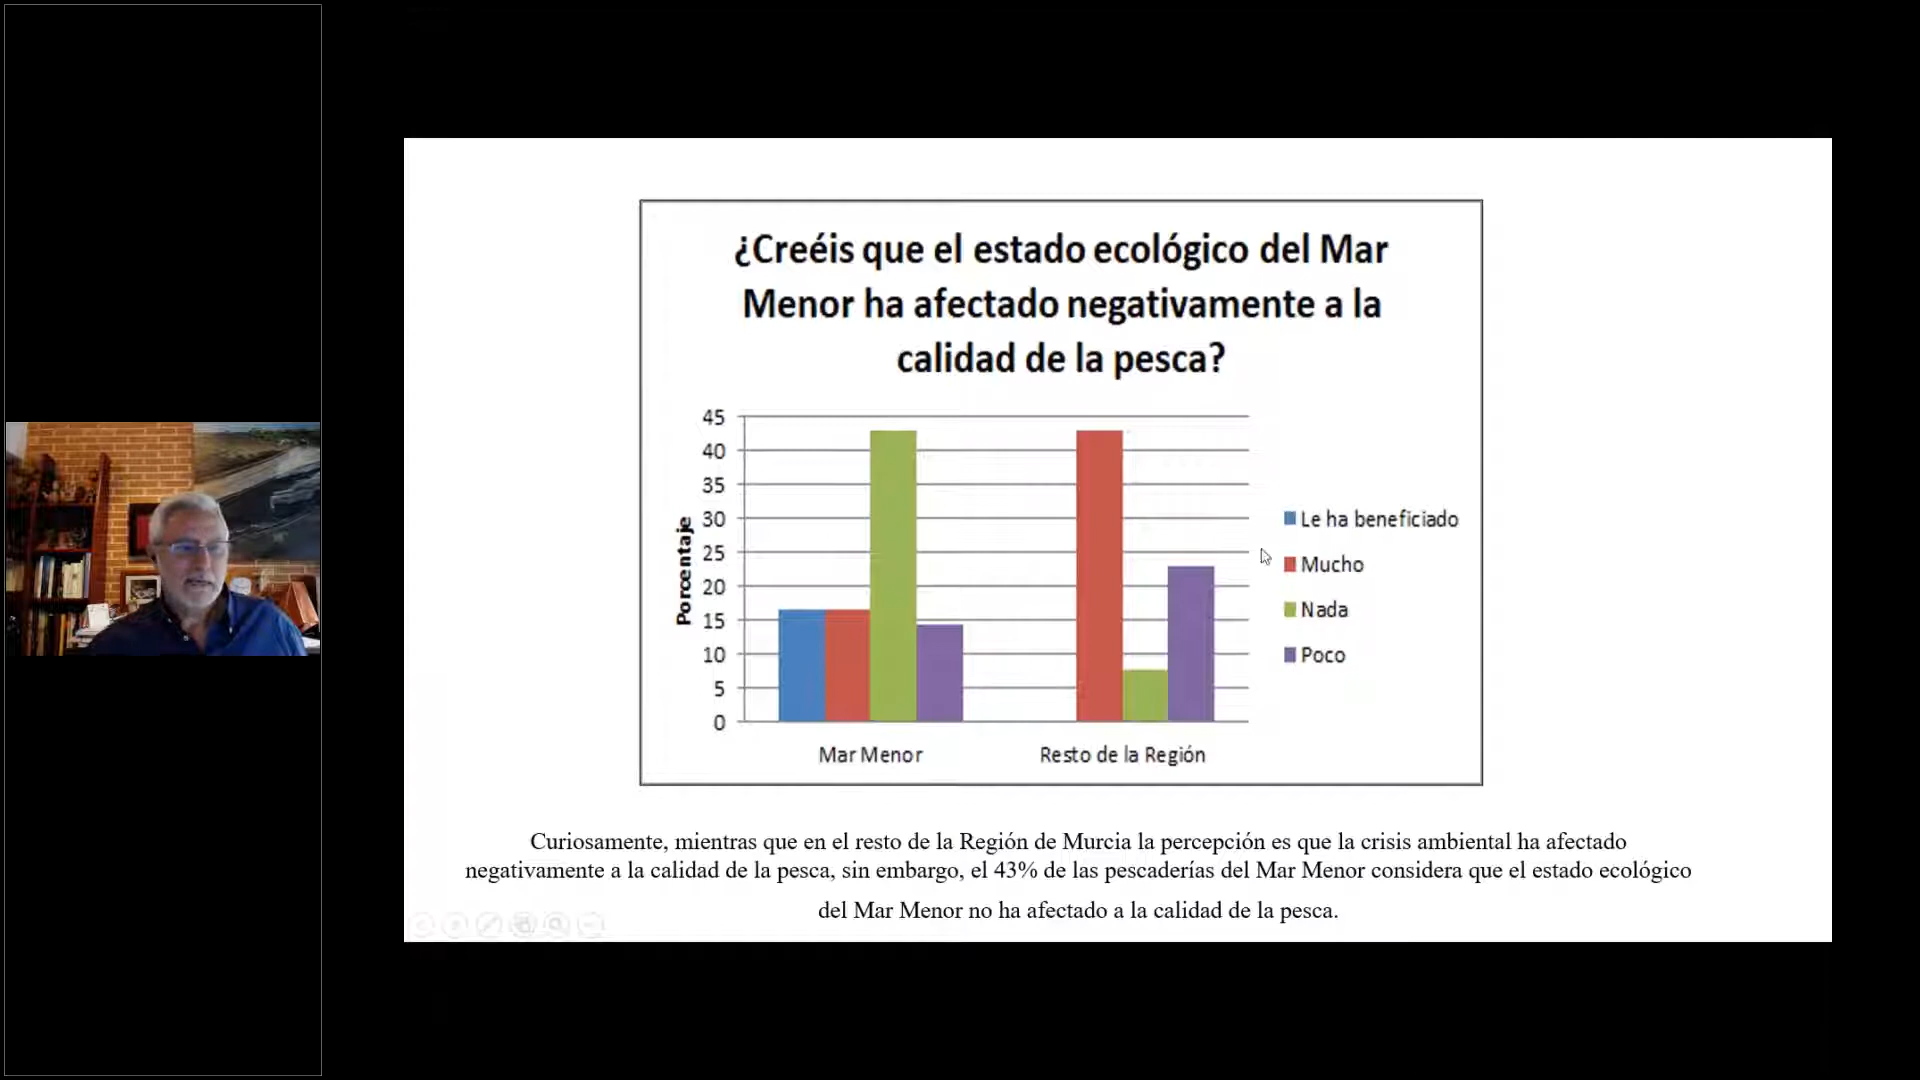 ¿Creéis que el estado ecológico del Mar
Menor ha afectado negativamente a la
calidad de la pesca?
Porcentaje
45
40
35
30
25
20
15
10
5
0
Mar Menor
Resto de la Región
Le ha beneficiado
Mucho
Nada
Poco
Curiosamente, mientras que en el resto de la Región de Murcia la percepción es que la crisis ambiental ha afectado
negativamente a la calidad de la pesca, sin embargo, el 43% de las pescaderías del Mar Menor considera que el estado ecológico
del Mar Menor no ha afectado a la calidad de la pesca.